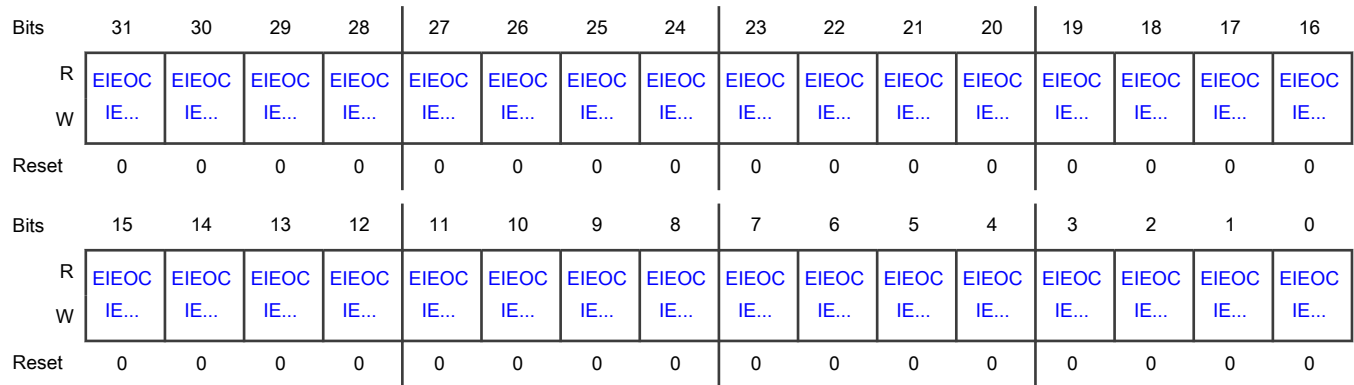 Bits 31 30 29 28 27 26 25 24 23 22 21 20 19 18 17 16
R EIEOC EIEOC EIEOC EIEOC EIEOC EIEOC EIEOC EIEOC EIEOC EIEOC EIEOC EIEOC EIEOC EIEOC EIEOC EIEOC
W IE... IE... IE... IE... IE... IE... IE... IE... IE... IE... IE... IE... IE... IE... IE... IE...
Reset 0 0 0 0 0 0 0 0 0 0 0 0 0 0 0 0
Bits 15 14 13 12 11 10 9 8 7 6 5 4 3 2 1 0
R EIEOC EIEOC EIEOC EIEOC EIEOC EIEOC EIEOC EIEOC EIEOC EIEOC EIEOC EIEOC EIEOC EIEOC EIEOC EIEOC
W IE... IE... IE... IE... IE... IE... IE... IE... IE... IE... IE... IE... IE... IE... IE... IE...
Reset 0 0 0 0 0 0 0 0 0 0 0 0 0 0 0 0